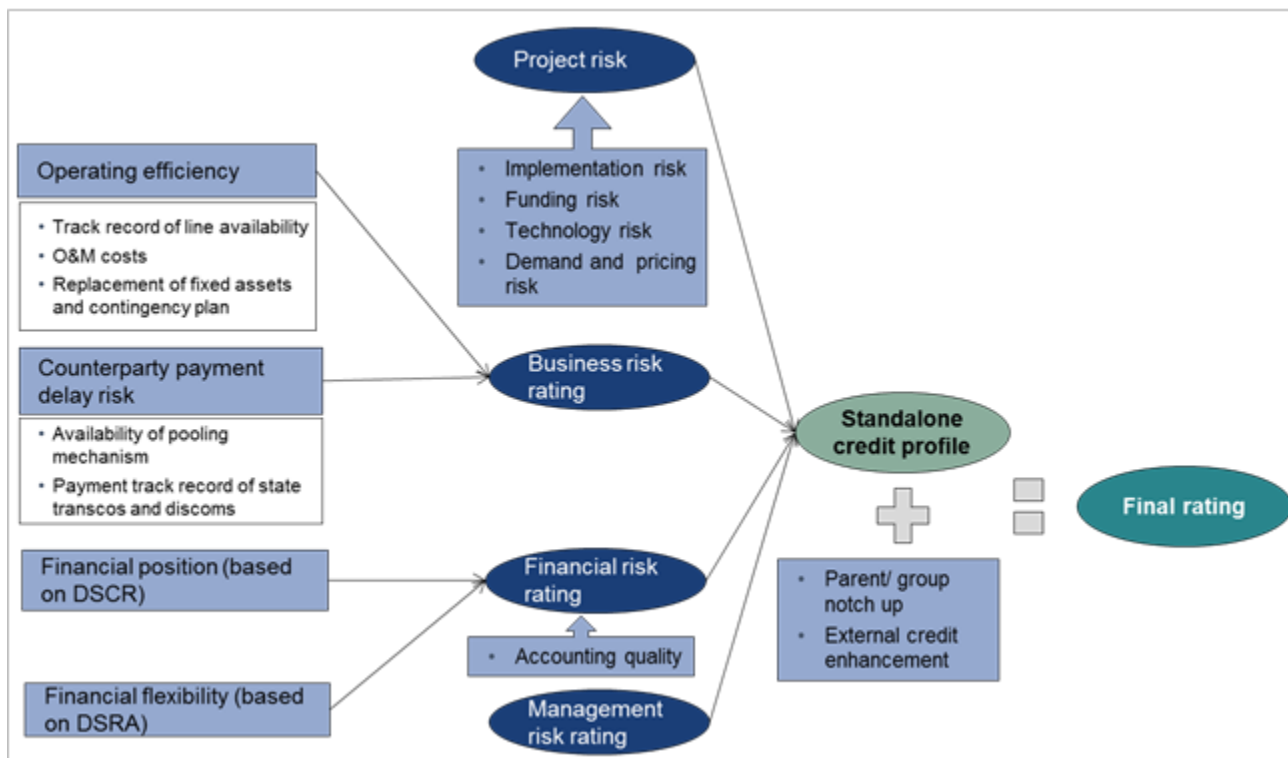 Project risk
• Implementation risk
• Funding risk
• Technology risk
• Demand and pricing
risk
Operating efficiency
• Track record of line availability
• O&M costs
• Replacement of fixed assets
and contingency plan
Counterparty payment
delay risk
• Availability of pooling
mechanism
• Payment track record of state
transcos and discoms
Business risk
rating
Financial position (based
on DSCR)
Financial flexibility (based
on DSRA)
Financial risk
rating
• Accounting quality
Management
risk rating
Standalone
credit profile
• Parent/ group
notch up
• External credit
enhancement
Final rating